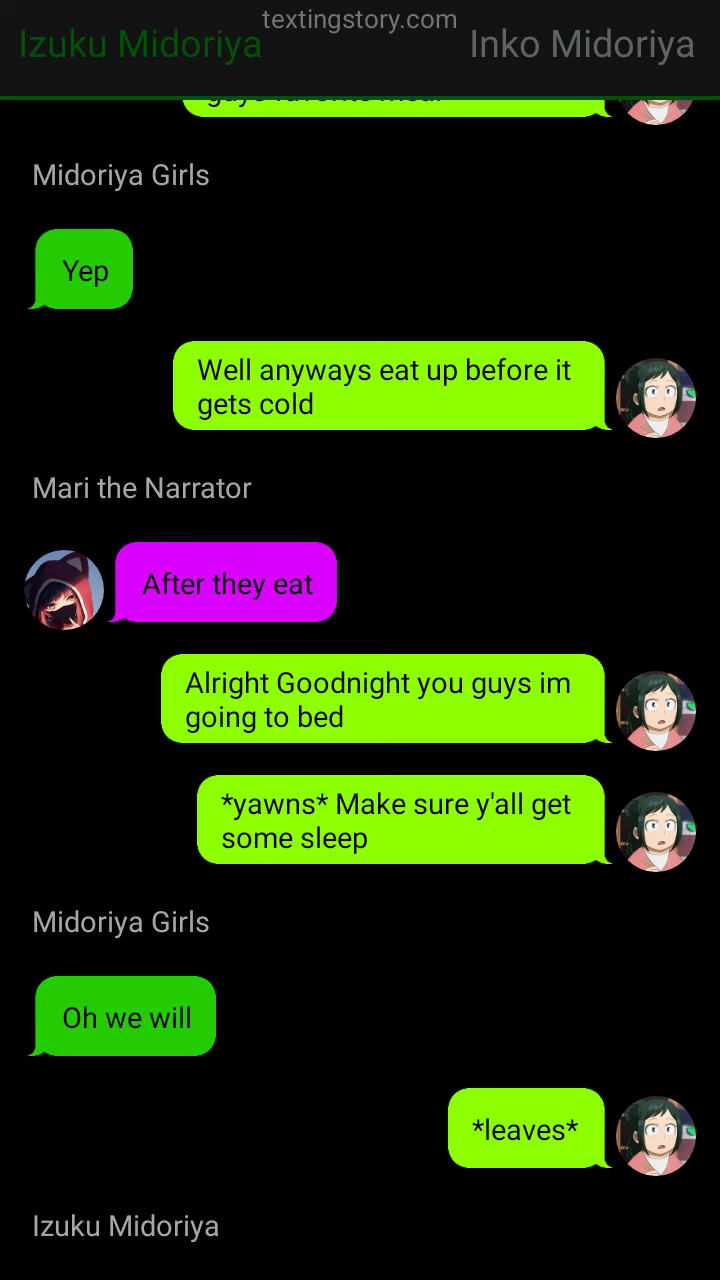 textingstory.com
Izuku Midoriya
Inko Midoriya
Midoriya Girls
Yep
Well anyways eat up before it
gets cold
Mari the Narrator
After they eat
Alright Goodnight you guys im
going to bed
*yawns* Make sure y'all get
some sleep
Midoriya Girls
Oh we will
*leaves*
Izuku Midoriya